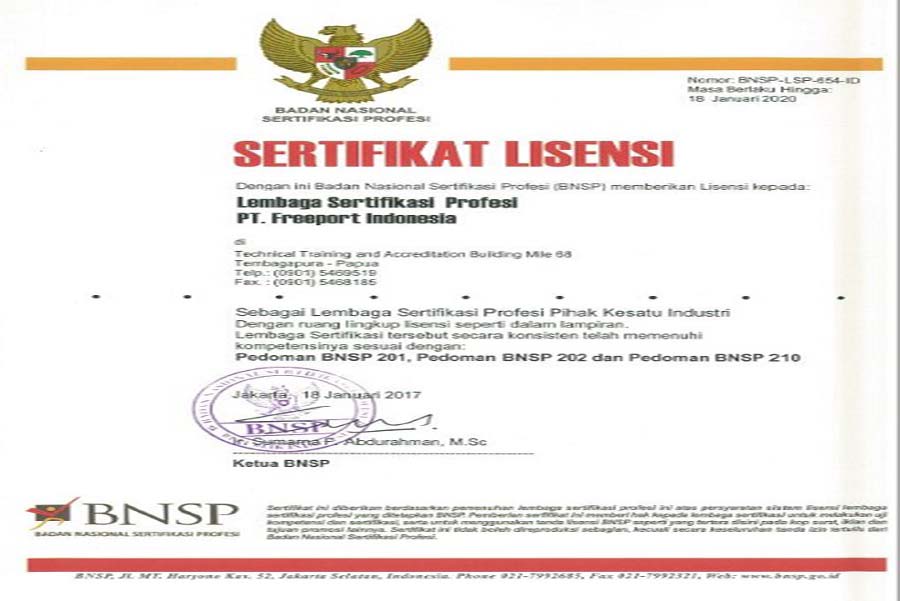 BADAN NASIONAL
SERTIFIKASI PROFESI
Nomor: BNSP-LSP-654-ID
Masa Berlaku Hingga:
18 Januari 2020
SERTIFIKAT LISENSI
Dengan ini Badan Nasional Sertifikasi Profesi (BNSP) memberikan Lisensi kepada:
Lembaga Sertifikasi Profesi
PT. Freeport Indonesia
di
Technical Training and Accreditation Building Mile 68
Tembagapura - Papua
Telp.: (0901) 5469519
Fax. : (0901) 5468185
Sebagai Lembaga Sertifikasi Profesi Pihak Kesatu Industri
Dengan ruang lingkup lisensi seperti dalam lampiran.
Lembaga Sertifikasi tersebut secara konsisten telah memenuhi
kompetensinya sesuai dengan:
Pedoman BNSP 201, Pedoman BNSP 202 dan Pedoman BNSP 210
Jakarta, 18 Januari 2017
BNSP
Sumarna F. Abdurahman, M.Sc
Ketua BNSP
BNSP
BADAN NASIONAL SERTIFIKASI PROFESI
Sertifikat ini diberikan berdasarkan pemenuhan lembaga sertifikasi profesi ini atas persyaratan sistem lisensi lembaga
sertifikasi profesi yang ditetapkan BNSP. Pemberian sertifikat ini memberi hak kepada lembaga sertifikasi untuk melakukan uji
kompetensi dan sertifikasi, serta untuk menggunakan tanda lisensi BNSP seperti yang tertera disini pada kop surat, iklan dan
tujuan promosi lainnya. Sertifikat ini tidak boleh direproduksi sebagian, kecuali secara keseluruhan tanda izin tertulis dari
Badan Nasional Sertifikasi Profesi.
BNSP, Jl. MT. Haryono Kav. 52, Jakarta Selatan, Indonesia. Phone 021-7992685, Fax 021-7992321, Web: www.bnsp.go.id